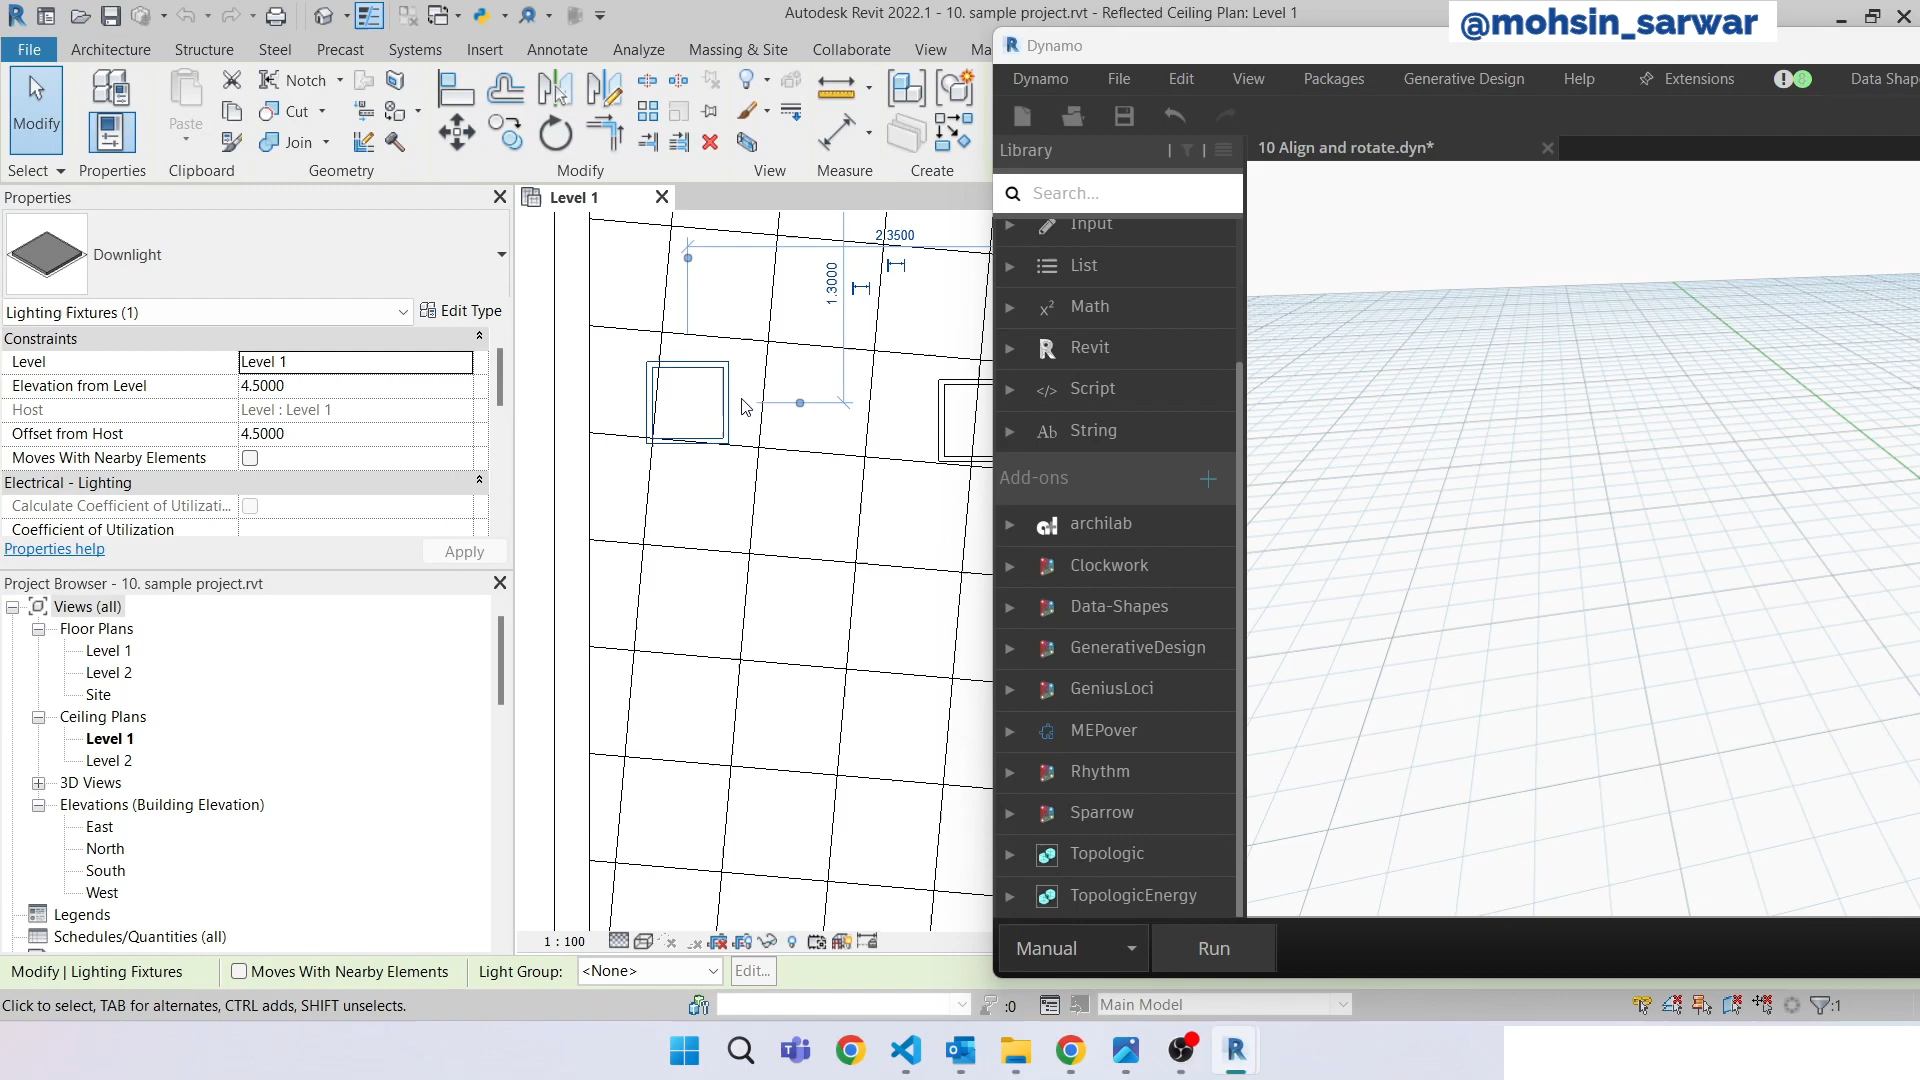 Autodesk Revit 2022.1 - 10. sample project.rvt - Reflected Ceiling Plan: Level 1
@mohsin_sarwar
File
Architecture
Structure
Steel
Precast
Systems
Insert
Annotate
Analyze
Massing & Site
Collaborate
View
Ma
Modify
Paste
Notch
Cut
Join
Select
Properties
Clipboard
Geometry
Modify
View
Measure
Create
Properties
Downlight
Lighting Fixtures (1)
Edit Type
Constraints
Level
Level 1
Elevation from Level
4.5000
Host
Level : Level 1
Offset from Host
4.5000
Moves With Nearby Elements
Electrical - Lighting
Calculate Coefficient of Utilizati...
Coefficient of Utilization
Properties help
Apply
Project Browser - 10. sample project.rvt
Views (all)
Floor Plans
Level 1
Level 2
Site
Ceiling Plans
Level 1
Level 2
3D Views
Elevations (Building Elevation)
East
North
South
West
Legends
Schedules/Quantities (all)
Level 1
2.3500
1.3000
1 : 100
Dynamo
Dynamo
File
Edit
View
Packages
Generative Design
Help
Extensions
8
Data Shap
Library
10 Align and rotate.dyn*
Search...
Input
List
Math
Revit
Script
String
Add-ons
archilab
Clockwork
Data-Shapes
GenerativeDesign
GeniusLoci
MEPover
Rhythm
Sparrow
Topologic
TopologicEnergy
Manual
Run
Modify | Lighting Fixtures
Moves With Nearby Elements
Light Group:
<None>
Edit...
Click to select, TAB for alternates, CTRL adds, SHIFT unselects.
:0
Main Model
:1